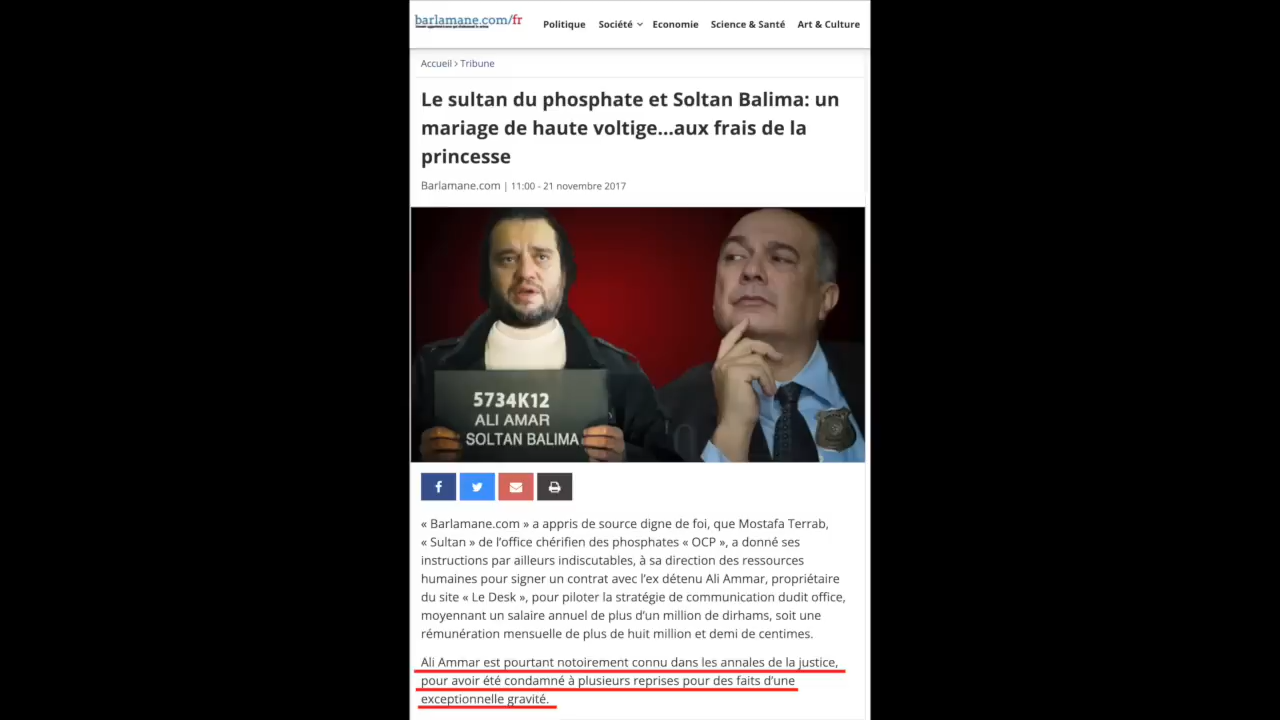 barlamane.com/fr
Politique Société Economie Science & Santé Art & Culture
Accueil > Tribune
Le sultan du phosphate et Soltan Balima: un
mariage de haute voltige...aux frais de la
princesse
Barlamane.com | 11:00 - 21 novembre 2017
5734K12
ALI AMAR
SOLTAN BALIMA
« Barlamane.com » a appris de source digne de foi, que Mostafa Terrab,
« Sultan » de l'office chérifien des phosphates « OCP », a donné ses
instructions par ailleurs indiscutables, à sa direction des ressources
humaines pour signer un contrat avec l'ex détenu Ali Ammar, propriétaire
du site « Le Desk », pour piloter la stratégie de communication dudit office,
moyennant un salaire annuel de plus d'un million de dirhams, soit une
rémunération mensuelle de plus de huit million et demi de centimes.
Ali Ammar est pourtant notoirement connu dans les annales de la justice,
pour avoir été condamné à plusieurs reprises pour des faits d'une
exceptionnelle gravité.